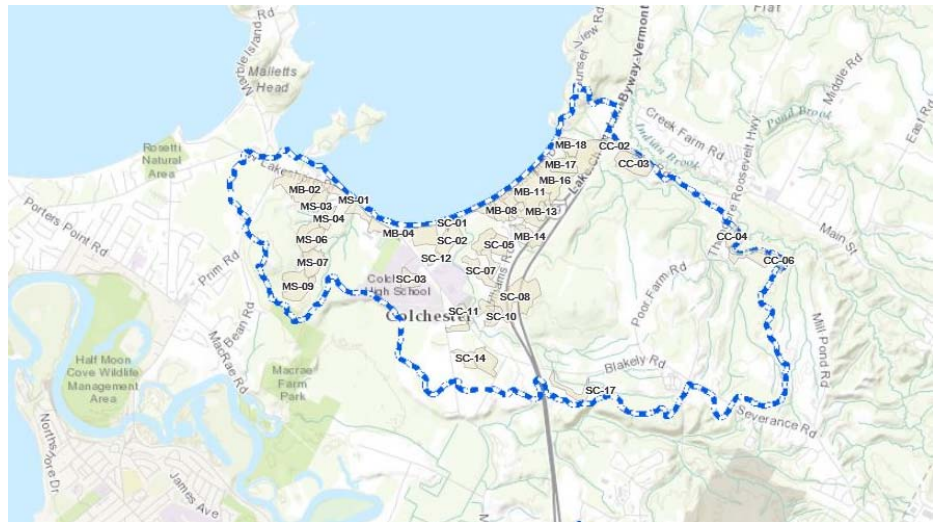 Rd
Flat
Marble Island
Malletts
Head
Sunset View Rd
Byway-Vermont
Middle Rd
East Rd
Pond Brook
Creek Farm Rd
Indian Brook
Rosetti
Natural
Area
MB-18
CC-02
MB-17
CC-03
W Lakeshore
MB-02
MS-01
MB-16
MB-11
MS-03
MS-04
MB-08
MB-13
SC-01
MB-04
SC-02
MB-14
SC-05
MS-06
CC-04
Main St
Porters Point Rd
Prim Rd
SC-12
CC-06
MS-07
SC-07
SC-03
High School
MS-09
SC-08
SC-10
SC-11
Colchester
Poor Farm Rd
Bean Rd
MacRae Rd
Mill Pond Rd
Half Moon
Cove Wildlife
Management
Area
Macrae
Farm
Park
SC-14
Blakely Rd
SC-17
Severance Rd
James Ave